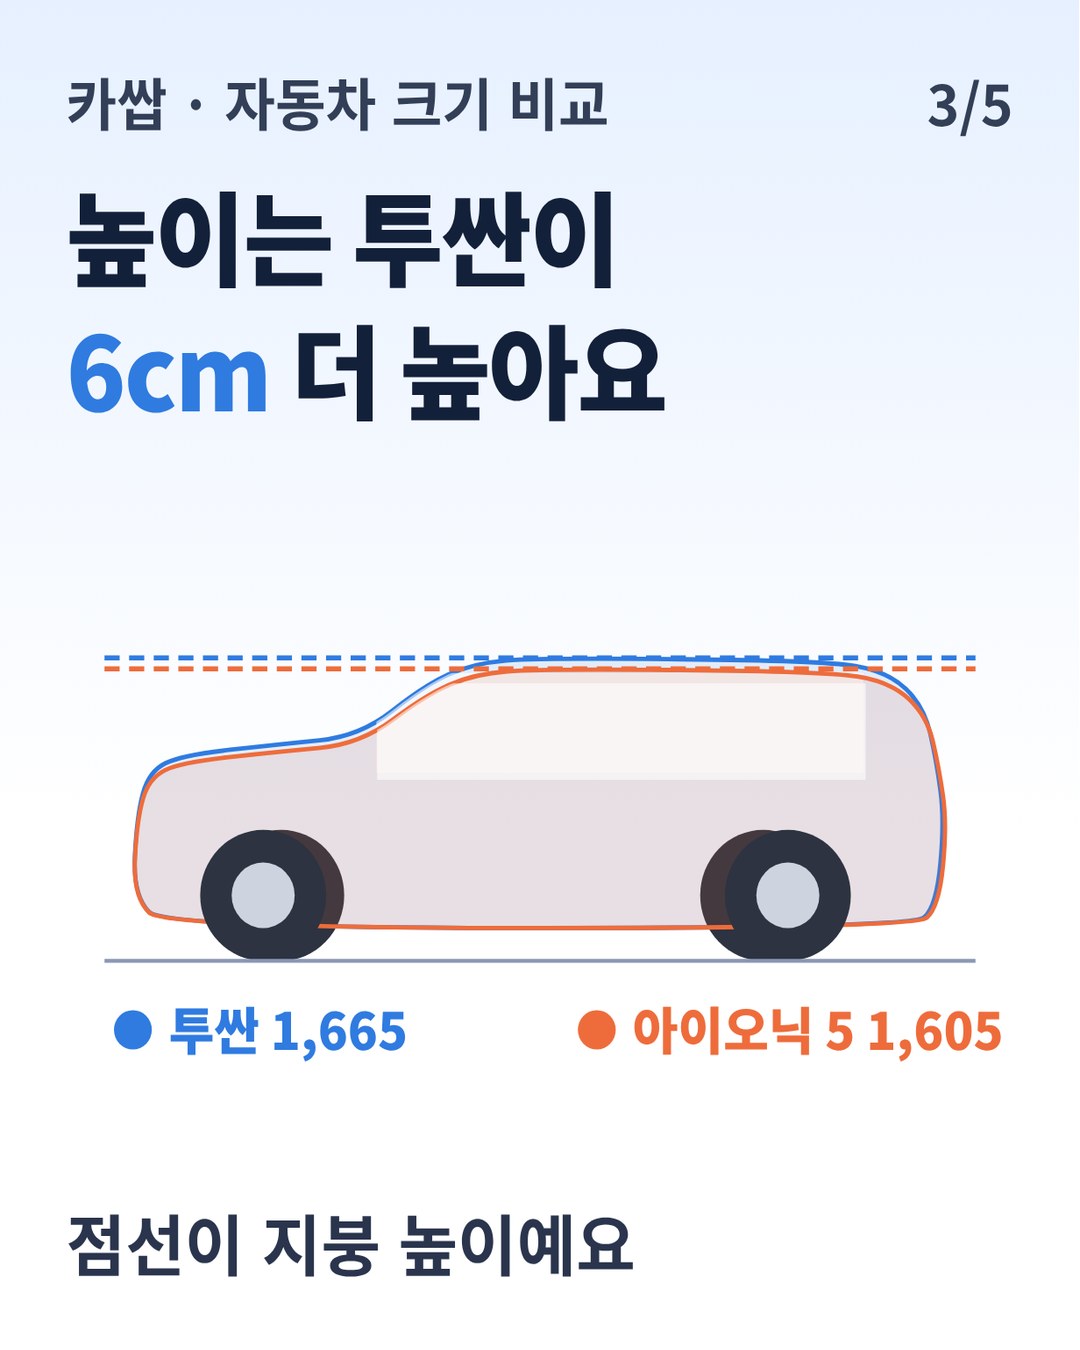 카쌉 · 자동차 크기 비교
3/5
높이는 투싼이
6cm 더 높아요
투싼 1,665
아이오닉 5 1,605
점선이 지붕 높이예요